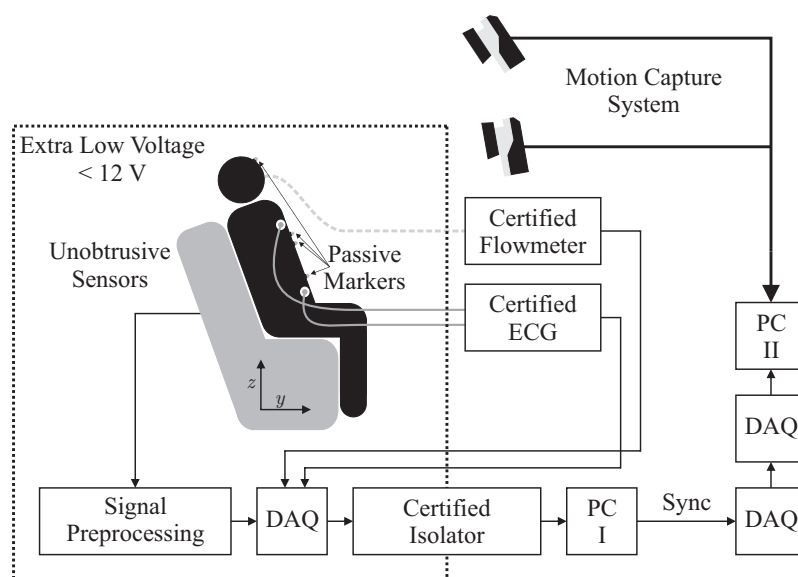 Motion Capture
System
Extra Low Voltage
< 12 V
Certified
Flowmeter
Unobtrusive
Sensors
Passive
Markers
Certified
ECG
PC
II
z
y
DAQ
Signal
Preprocessing
DAQ
Certified
Isolator
PC
I
Sync
DAQ